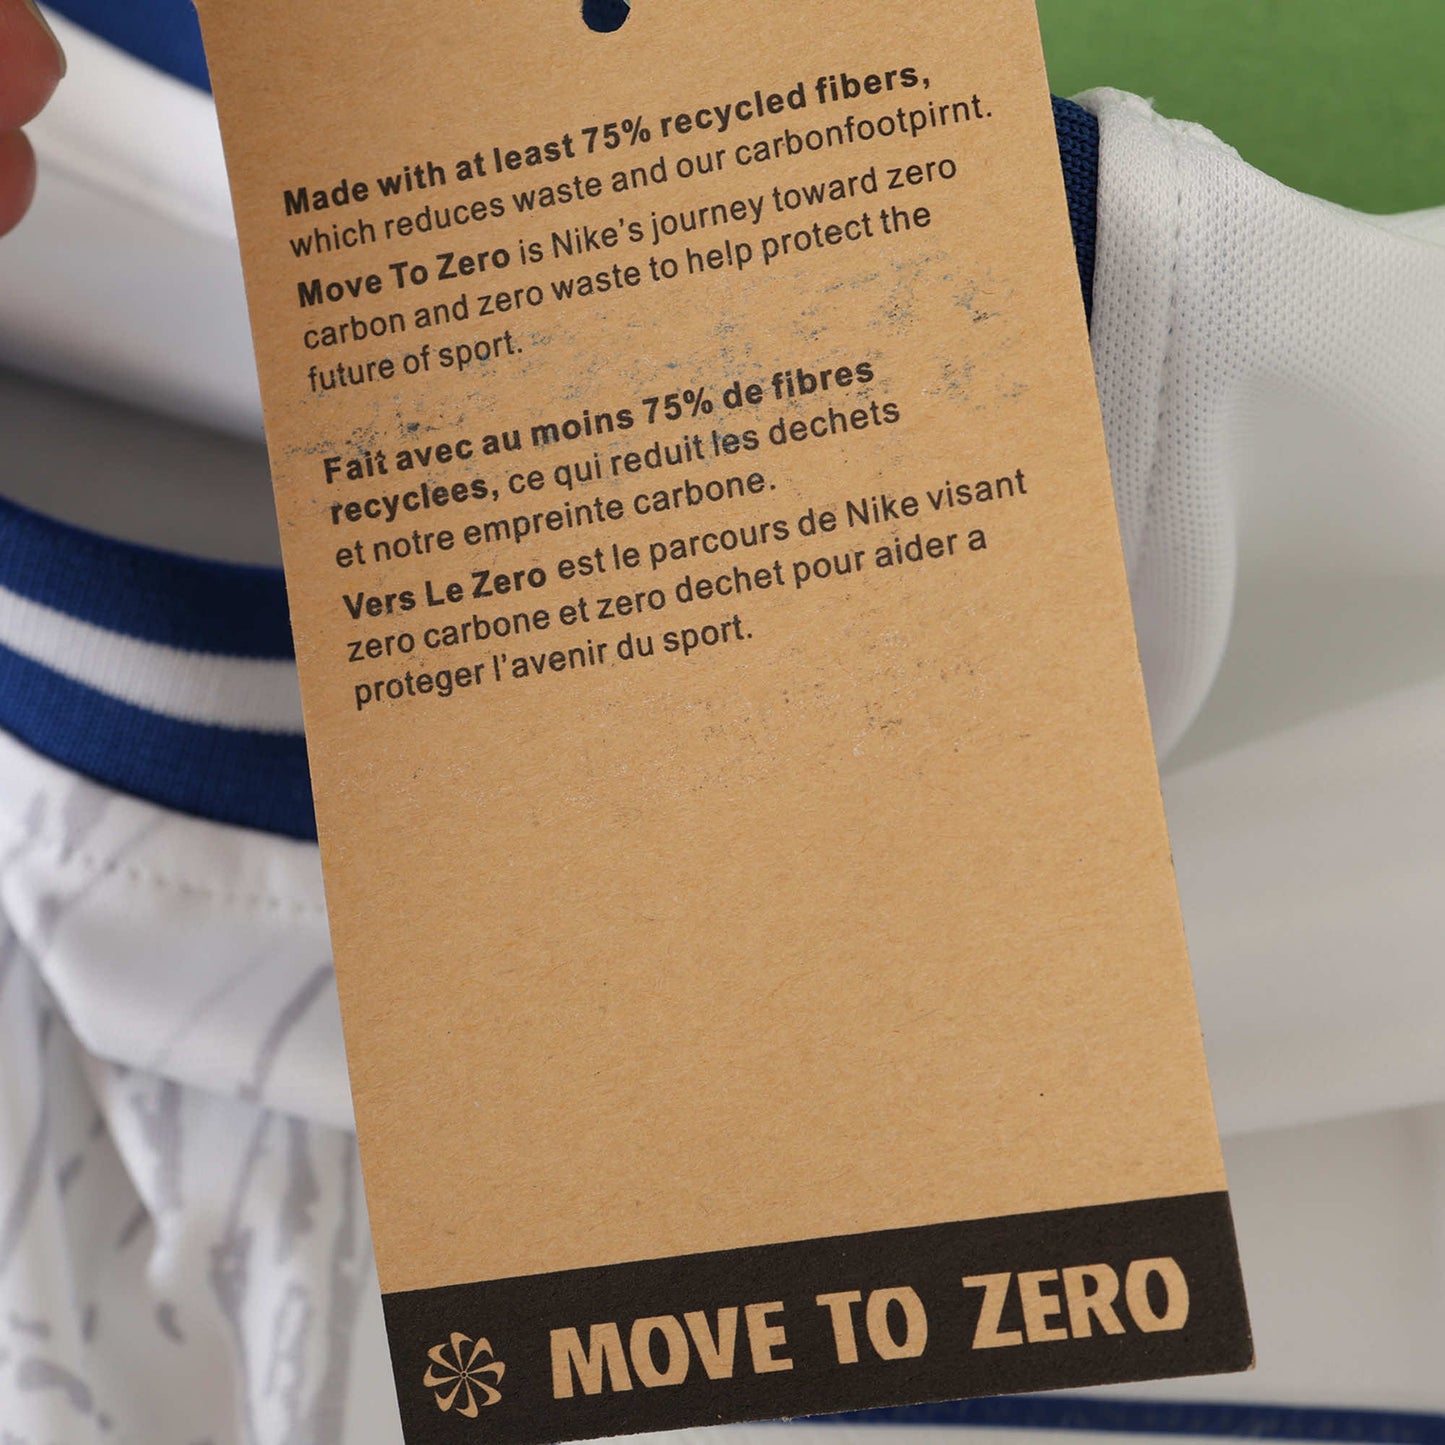 Made with at least 75% recycled fibers,
which reduces waste and our carbonfootpirnt.
Move To Zero is Nike's journey toward zero
carbon and zero waste to help protect the
future of sport.
Fait avec au moins 75% de fibres
recyclees, ce qui reduit les dechets
et notre empreinte carbone.
Vers Le Zero est le parcours de Nike visant
zero carbone et zero dechet pour aider a
proteger l'avenir du sport.
MOVE TO ZERO